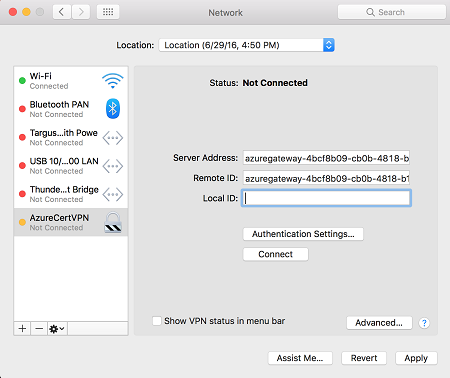 Network
Search
Location: Location (6/29/16, 4:50 PM)
Wi-Fi
Connected
Bluetooth PAN
Not Connected
Targus...ith Powe
Not Connected
USB 10/...00 LAN
Not Connected
Thunde...t Bridge
Not Connected
AzureCertVPN
Not Connected
Status: Not Connected
Server Address: azuregateway-4bcf8b09-cb0b-4818-b
Remote ID: azuregateway-4bcf8b09-cb0b-4818-b1
Local ID:
Authentication Settings...
Connect
Show VPN status in menu bar
Advanced...
?
Assist Me...
Revert
Apply